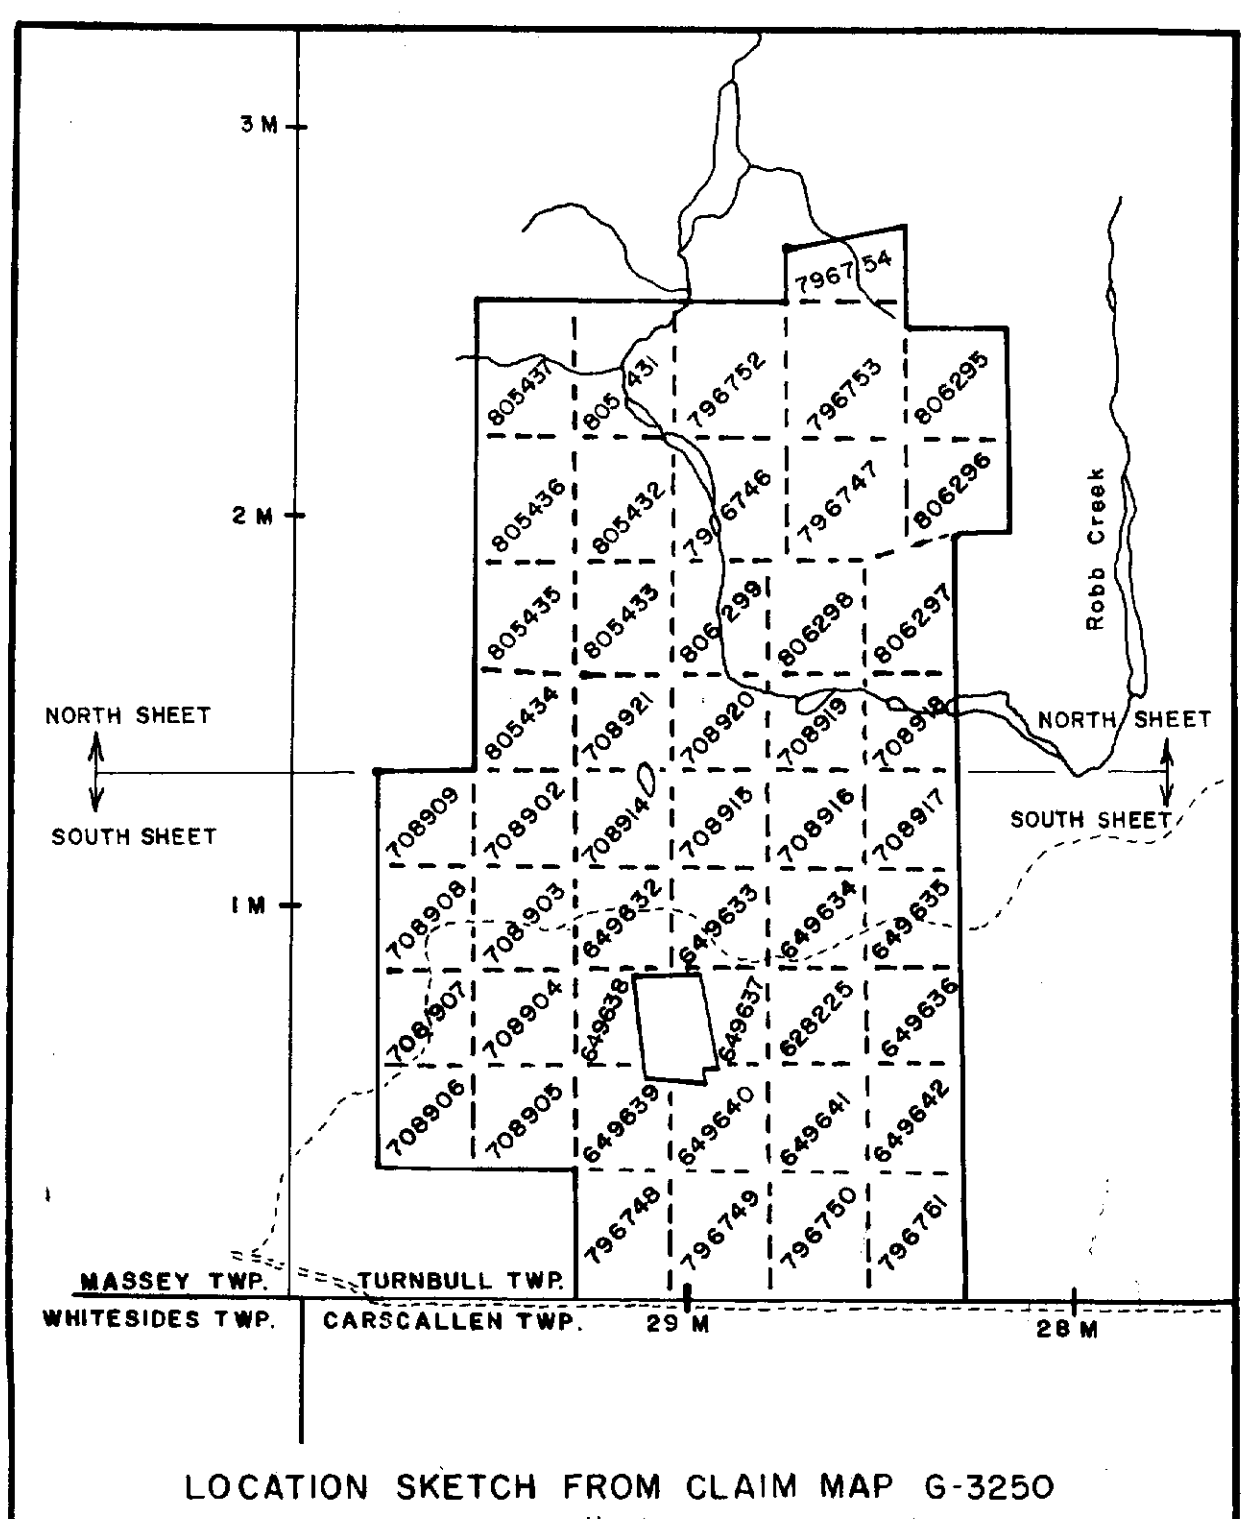 3 M
796754
805437 805431 796752 796753 806295
2 M
805436 805432 796746 796747 806296
Robb Creek
805435 805433 806299 806298 806297
805434 708921 708920 708919 708918
NORTH SHEET
NORTH SHEET
SOUTH SHEET
SOUTH SHEET
708909 708902 708914 708915 708916 708917
1 M
708908 708903 649632 649633 649634 649635
708907 708904 649638 649637 628225 649636
708906 708905 649639 649640 649641 649642
796748 796749 796750 796751
MASSEY TWP. TURNBULL TWP.
WHITESIDES TWP. CARSCALLEN TWP. 29 M 28 M
LOCATION SKETCH FROM CLAIM MAP G-3250